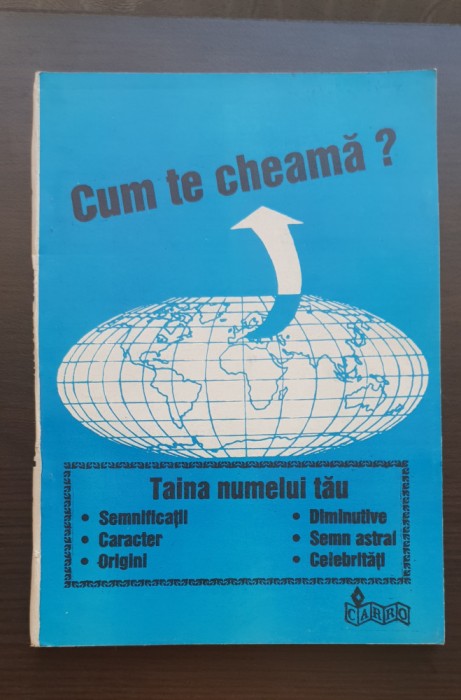 Cum te cheamă ?
Taina numelui tău
• Semnificații
• Caracter
• Origini
• Diminutive
• Semn astral
• Celebrități
CARRO